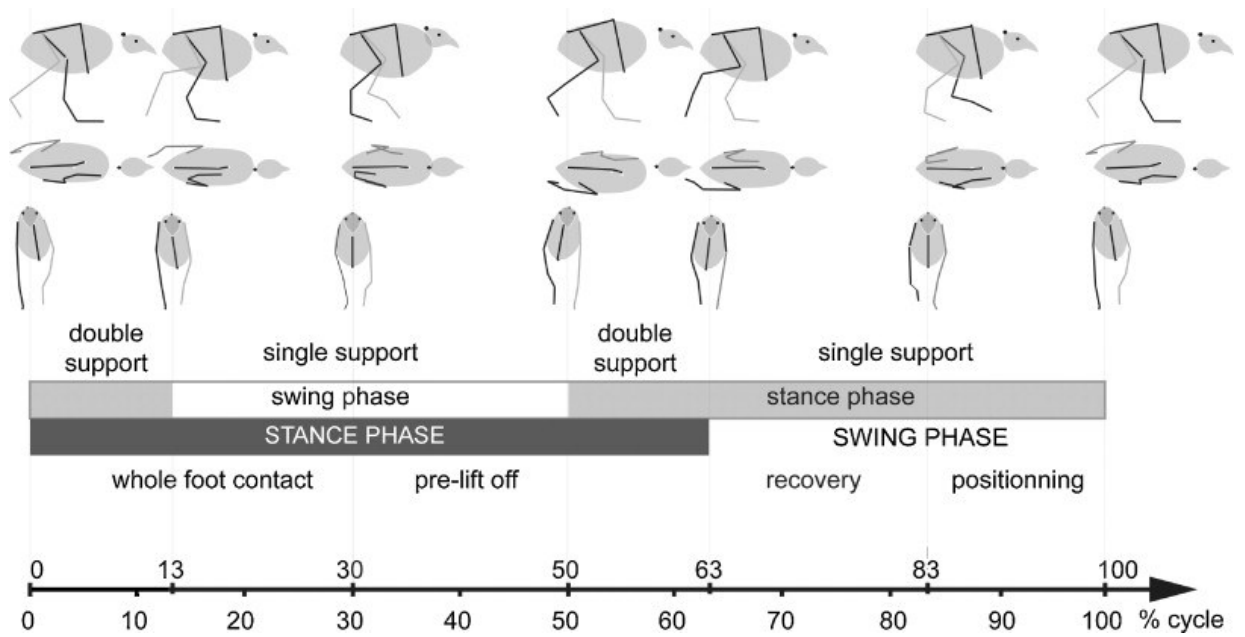 double support
single support
double support
single support
swing phase
stance phase
STANCE PHASE
SWING PHASE
whole foot contact
pre-lift off
recovery
positionning
0 13 30 50 63 83 100
0 10 20 30 40 50 60 70 80 90 100 % cycle